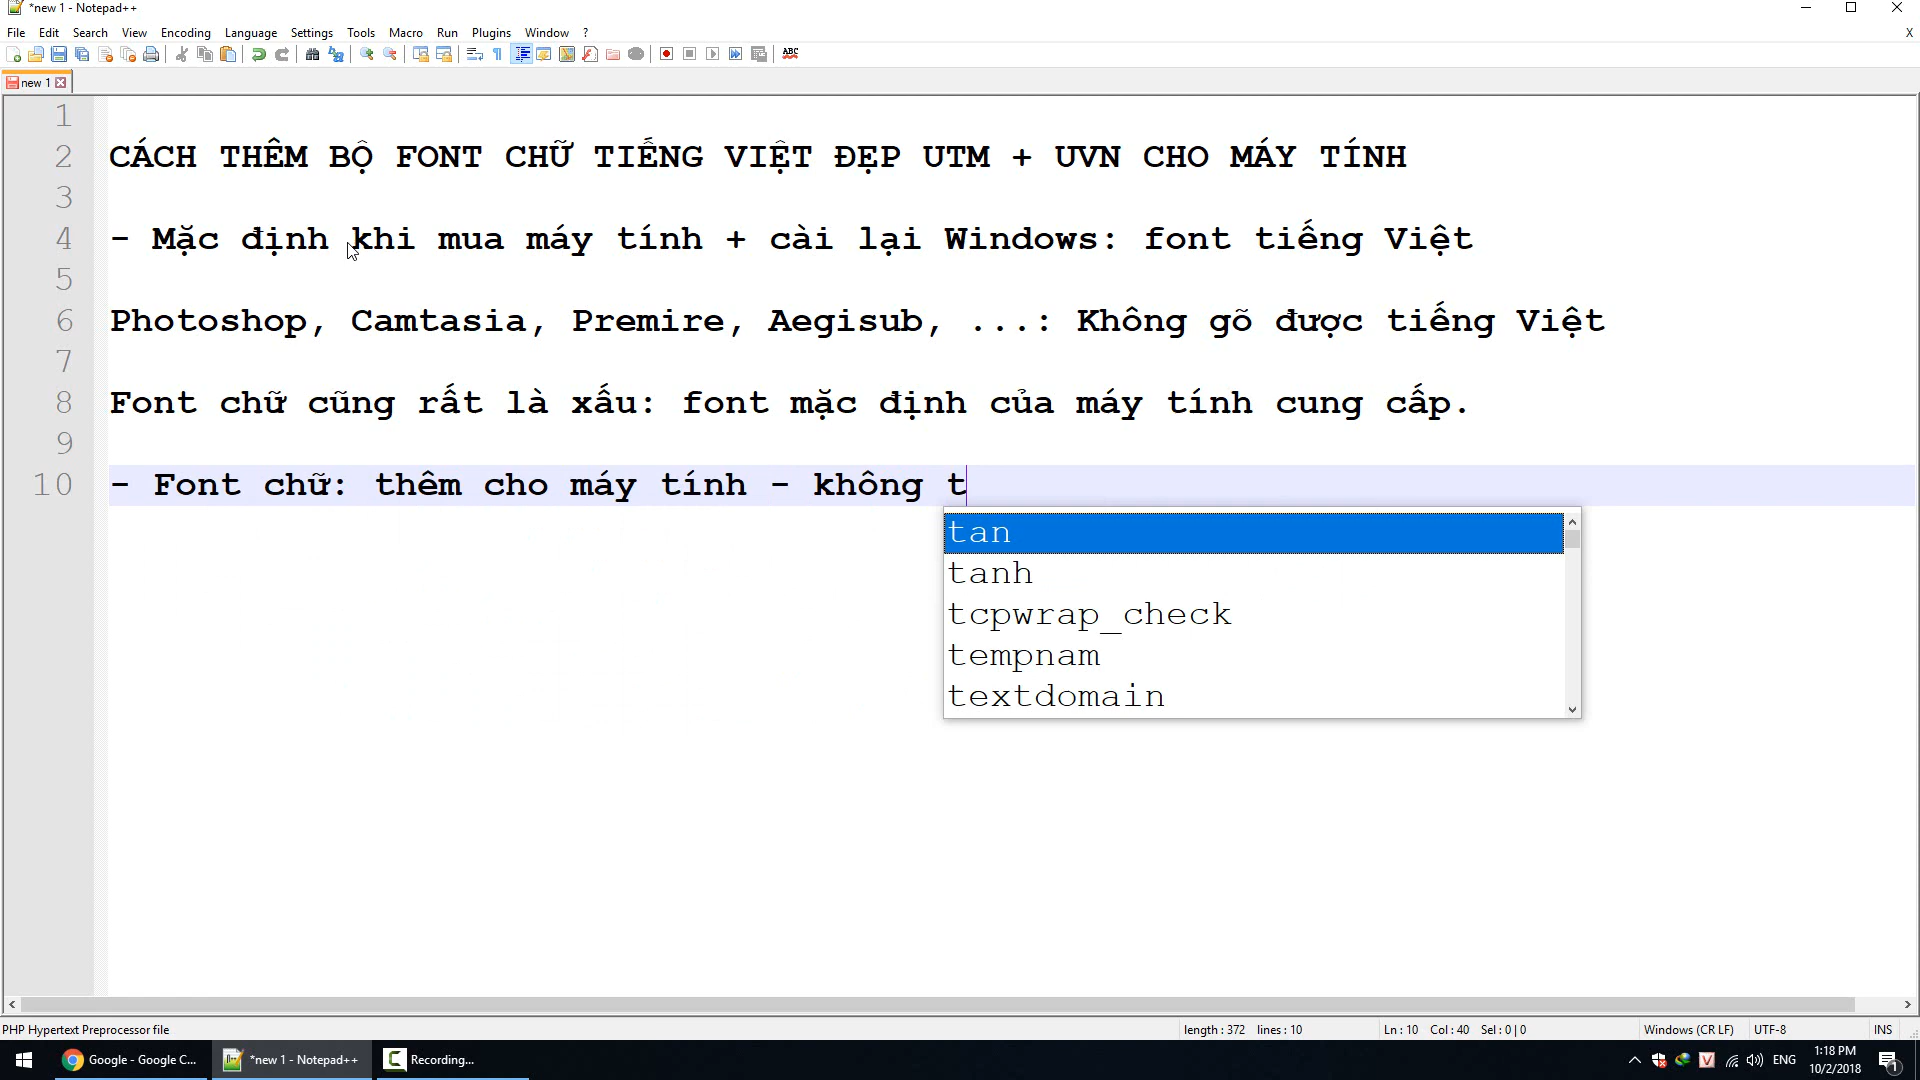 *new 1 - Notepad++
File Edit Search View Encoding Language Settings Tools Macro Run Plugins Window ? X
ABC
new 1
1
2 CÁCH THÊM BỘ FONT CHỮ TIẾNG VIỆT ĐẸP UTM + UVN CHO MÁY TÍNH
3
4 - Mặc định khi mua máy tính + cài lại Windows: font tiếng Việt
5
6 Photoshop, Camtasia, Premire, Aegisub, ...: Không gõ được tiếng Việt
7
8 Font chữ cũng rất là xấu: font mặc định của máy tính cung cấp.
9
10 - Font chữ: thêm cho máy tính - không t
tan
tanh
tcpwrap_check
tempnam
textdomain
PHP Hypertext Preprocessor file length : 372 lines : 10 Ln : 10 Col : 40 Sel : 0 | 0 Windows (CR LF) UTF-8 INS
Google - Google C... *new 1 - Notepad++ Recording... V ENG 1:18 PM
10/2/2018 1